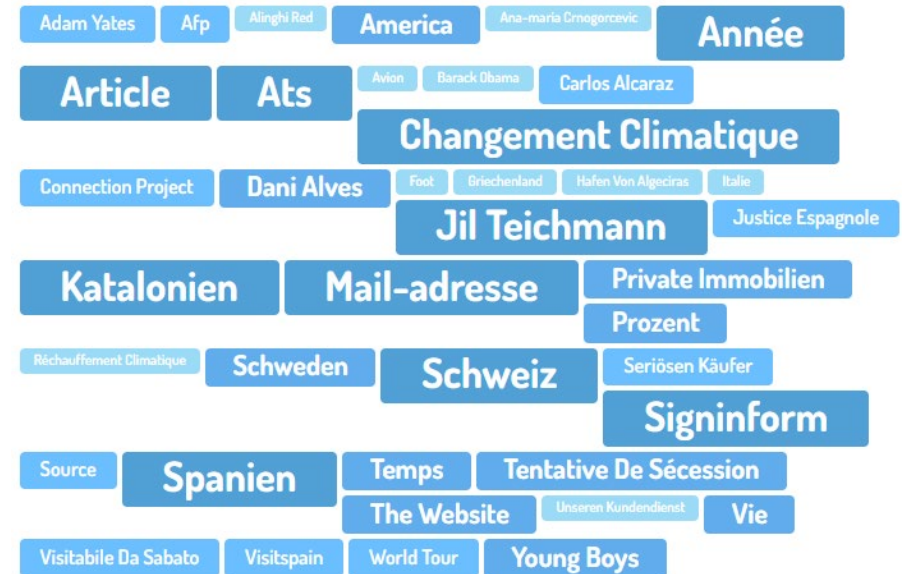 Adam Yates Afp Alinghi Red America Ana-maria Crnogorcevic Année
Article Ats Avion Barack Obama Carlos Alcaraz
Changement Climatique
Connection Project Dani Alves Foot Griechenland Hafen Von Algeciras Italie
Jil Teichmann Justice Espagnole
Katalonien Mail-adresse Private Immobilien
Prozent
Réchauffement Climatique Schweden Schweiz Seriösen Käufer
Signinform
Source Spanien Temps Tentative De Sécession
The Website Unseren Kundendienst Vie
Visitabile Da Sabato Visitspain World Tour Young Boys